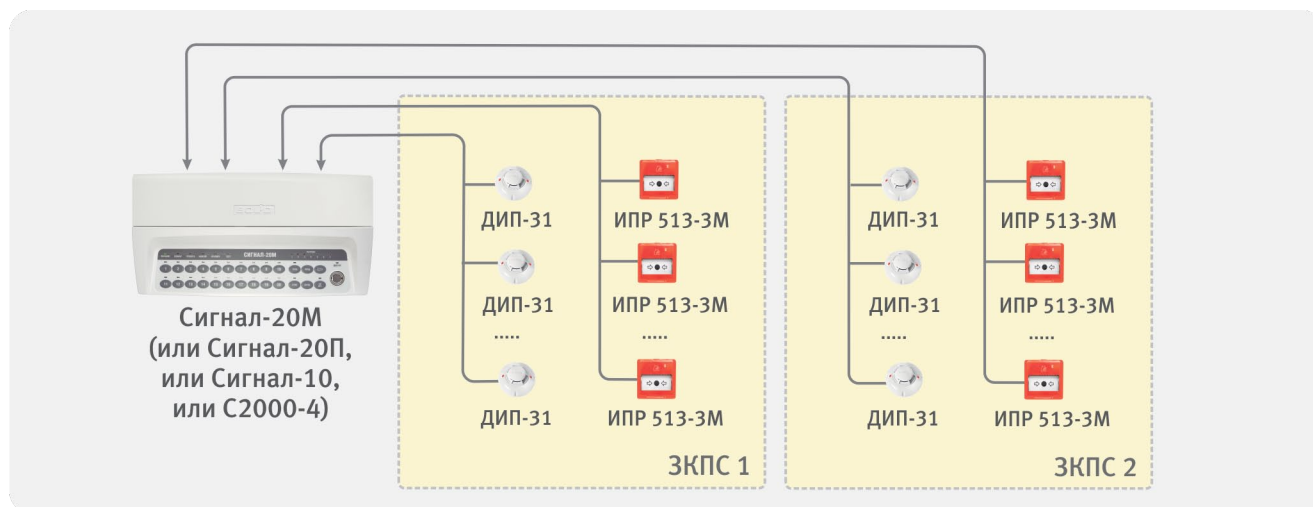 СИГНАЛ-20М
Сигнал-20М
(или Сигнал-20П,
или Сигнал-10,
или С2000-4)
ДИП-31
ИПР 513-3М
ДИП-31
ИПР 513-3М
.....
.....
ДИП-31
ИПР 513-3М
ЗКПС 1
ДИП-31
ИПР 513-3М
ДИП-31
ИПР 513-3М
.....
.....
ДИП-31
ИПР 513-3М
ЗКПС 2